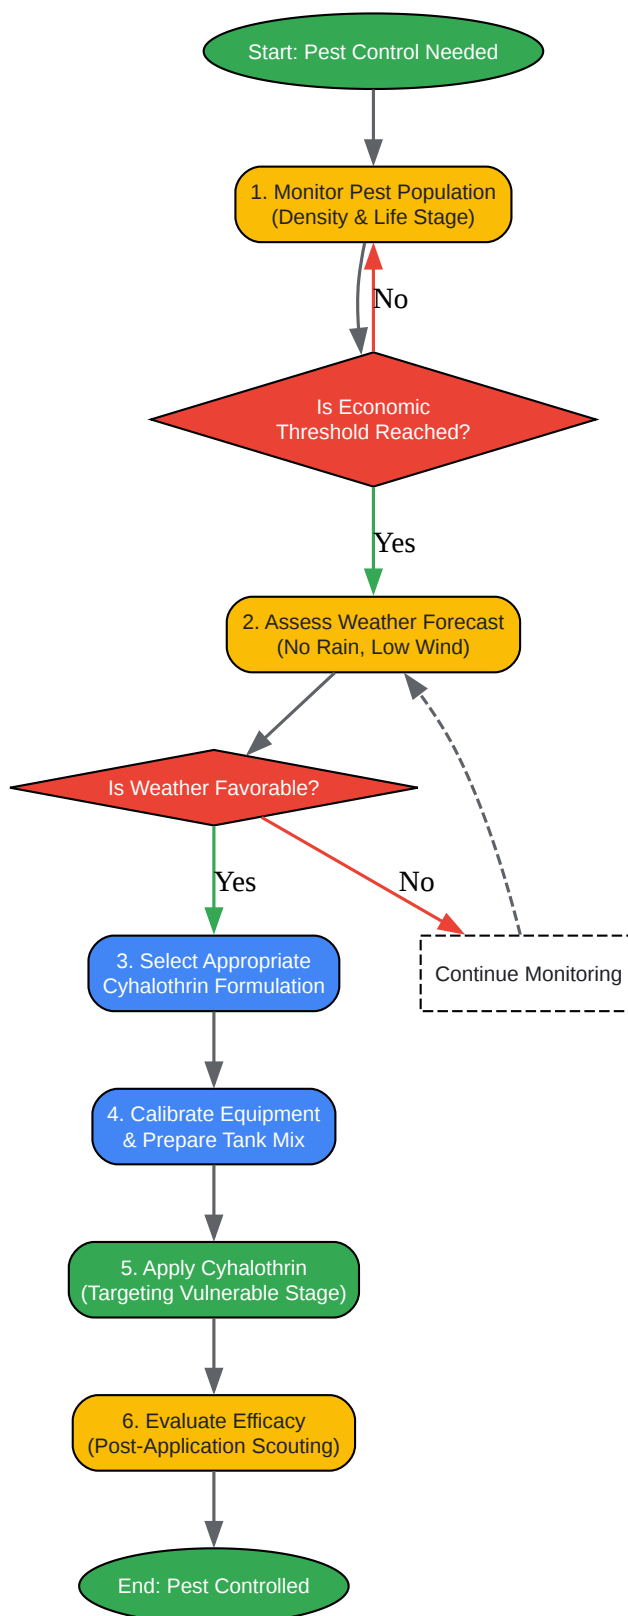 Start: Pest Control Needed
1. Monitor Pest Population
(Density & Life Stage)
No
Is Economic
Threshold Reached?
Yes
2. Assess Weather Forecast
(No Rain, Low Wind)
Is Weather Favorable?
Yes
No
3. Select Appropriate
Cyhalothrin Formulation
Continue Monitoring
4. Calibrate Equipment
& Prepare Tank Mix
5. Apply Cyhalothrin
(Targeting Vulnerable Stage)
6. Evaluate Efficacy
(Post-Application Scouting)
End: Pest Controlled